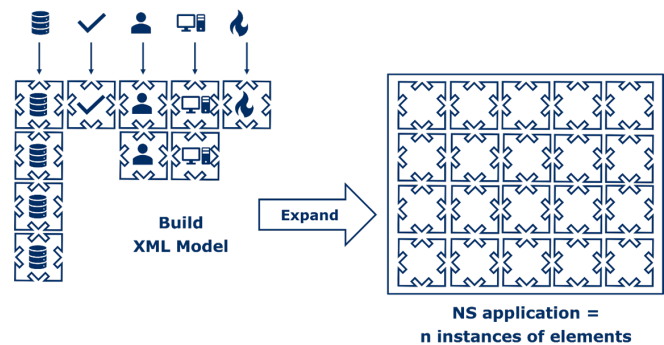 Build
XML Model
Expand
NS application =
n instances of elements